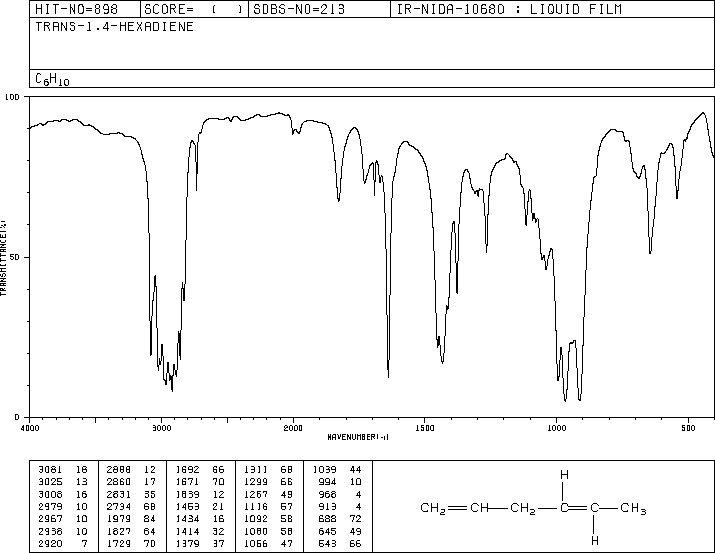 HIT-NO=898 SCORE= ( ) SDBS-NO=213 IR-NIDA-10680 : LIQUID FILM
TRANS-1,4-HEXADIENE
C6H10
100
50
0
TRANSMITTANCE(%)
4000 3000 2000 1500 1000 500
WAVENUMBER(-1)
3081 18 2888 12 1692 66 1311 68 1039 44
3025 13 2860 17 1671 70 1299 66 994 10
3008 16 2831 35 1639 12 1267 49 968 4
2979 10 2734 68 1453 21 1116 57 913 4
2967 10 1979 84 1434 16 1092 58 688 72
2936 10 1827 64 1414 32 1080 58 645 49
2920 7 1729 70 1379 37 1056 47 543 66
H
CH2 CH CH2 C C CH3
H